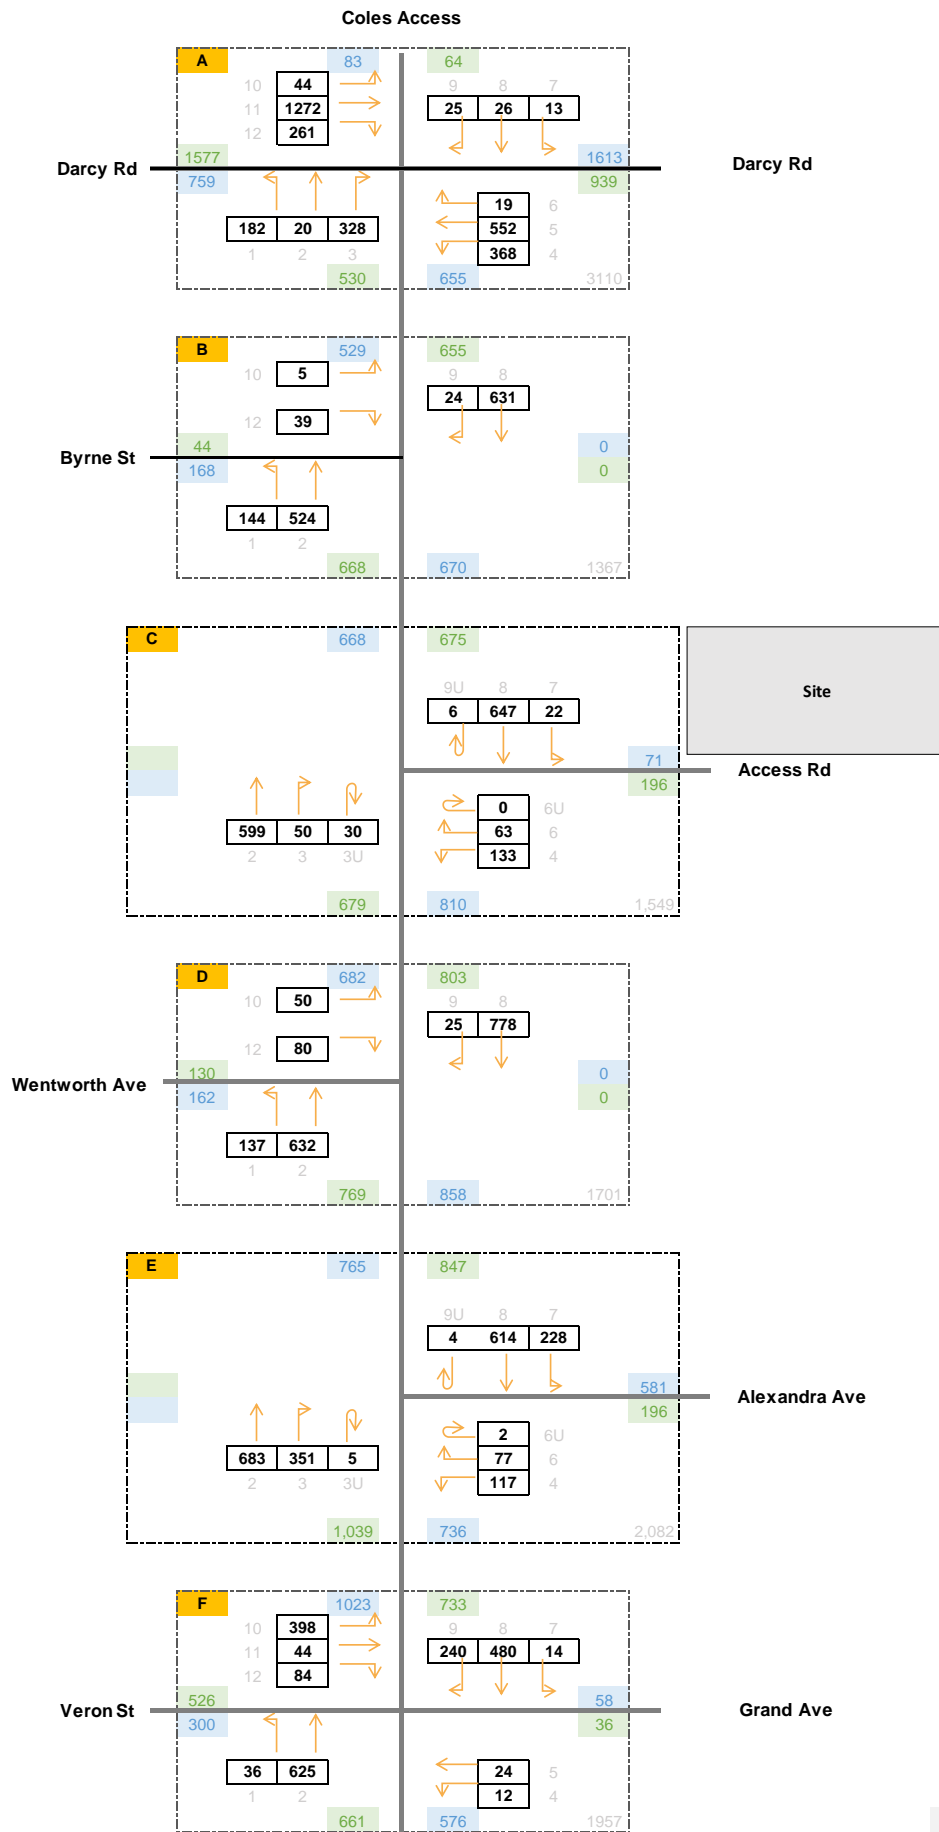 Coles Access
A 83 64
10 44 9 8 7
11 1272 25 26 13
12 261
1577 1613
Darcy Rd Darcy Rd
759 939
19 6
182 20 328 552 5
1 2 3 368 4
530 655 3110
B 529 655
10 5 9 8
24 631
12 39
44 0
Byrne St
168 0
144 524
1 2
668 670 1367
C 668 675
9U 8 7
Site
6 647 22
71
Access Rd
196
0 6U
599 50 30 63 6
2 3 3U 133 4
679 810 1,549
D 682 803
10 50 9 8
25 778
12 80
130 0
Wentworth Ave
162 0
137 632
1 2
769 858 1701
E 765 847
9U 8 7
4 614 228
581
Alexandra Ave
196
2 6U
683 351 5 77 6
2 3 3U 117 4
1,039 736 2,082
F 1023 733
10 398 9 8 7
11 44 240 480 14
12 84
526 58
Veron St Grand Ave
300 36
36 625 24 5
1 2 12 4
661 576 1957